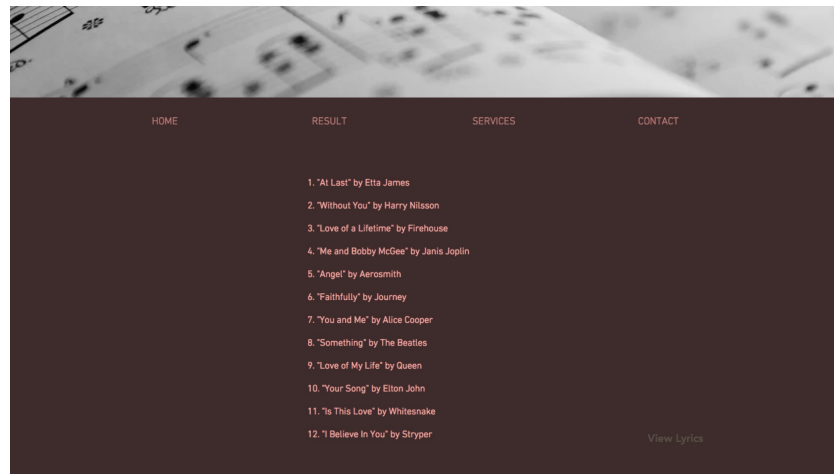 HOME
RESULT
SERVICES
CONTACT
1. "At Last" by Etta James
2. "Without You" by Harry Nilsson
3. "Love of a Lifetime" by Firehouse
4. "Me and Bobby McGee" by Janis Joplin
5. "Angel" by Aerosmith
6. "Faithfully" by Journey
7. "You and Me" by Alice Cooper
8. "Something" by The Beatles
9. "Love of My Life" by Queen
10. "Your Song" by Elton John
11. "Is This Love" by Whitesnake
12. "I Believe In You" by Stryper
View Lyrics